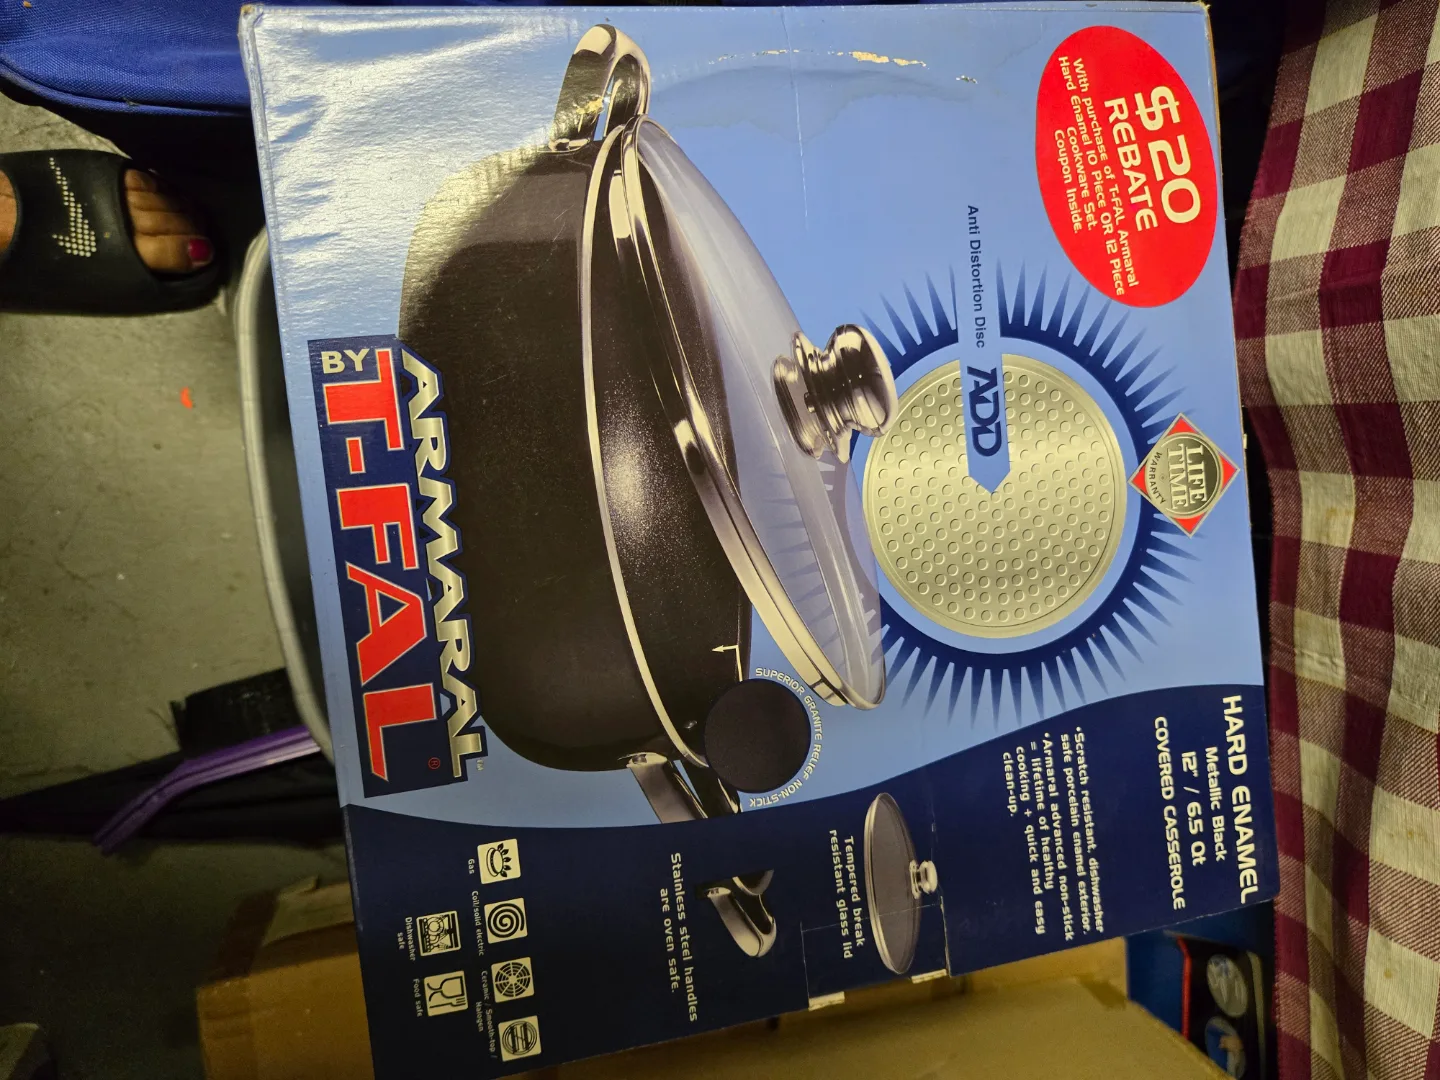 $20
REBATE
With purchase of T-FAL Armaral
Hard Enamel 10 Piece OR 12 Piece
Cookware Set.
Coupon Inside.
Anti Distortion Disc
ADD
LIFE
TIME
WARRANTY
ARMARAL™
BY T-FAL®
SUPERIOR GRANITE RELIEF NON-STICK
HARD ENAMEL
Metallic Black
12" / 6.5 Qt
COVERED CASSEROLE
•Scratch resistant, dishwasher
safe porcelain enamel exterior.
•Armaral advanced non-stick
= lifetime of healthy
cooking + quick and easy
clean-up.
Tempered break
resistant glass lid
Stainless steel handles
are oven safe.
Gas
Coil/solid electric
Ceramic
Smooth-top /
Halogen
Dishwasher
safe
Food safe